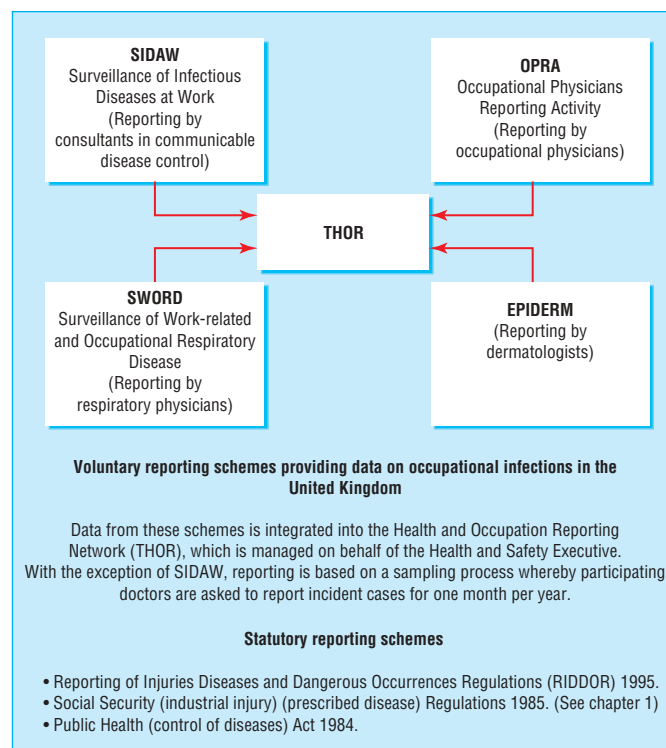 SIDAW
Surveillance of Infectious
Diseases at Work
(Reporting by
consultants in communicable
disease control)
OPRA
Occupational Physicians
Reporting Activity
(Reporting by
occupational physicians)
THOR
SWORD
Surveillance of Work-related
and Occupational Respiratory
Disease
(Reporting by
respiratory physicians)
EPIDERM
(Reporting by
dermatologists)
Voluntary reporting schemes providing data on occupational infections in the
United Kingdom
Data from these schemes is integrated into the Health and Occupation Reporting
Network (THOR), which is managed on behalf of the Health and Safety Executive.
With the exception of SIDAW, reporting is based on a sampling process whereby participating
doctors are asked to report incident cases for one month per year.
Statutory reporting schemes
• Reporting of Injuries Diseases and Dangerous Occurrences Regulations (RIDDOR) 1995.
• Social Security (industrial injury) (prescribed disease) Regulations 1985. (See chapter 1)
• Public Health (control of diseases) Act 1984.